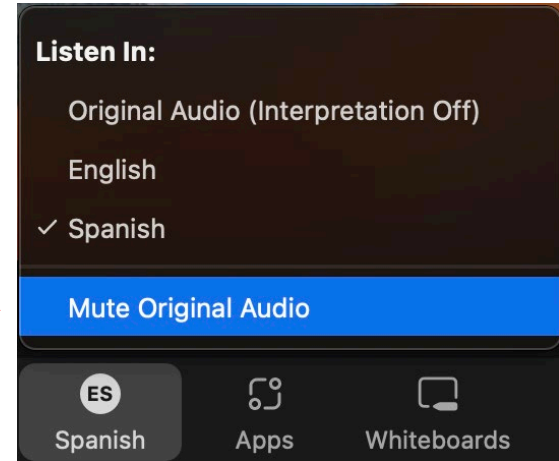 Listen In:
Original Audio (Interpretation Off)
English
✓ Spanish
Mute Original Audio
ES
Spanish
Apps
Whiteboards